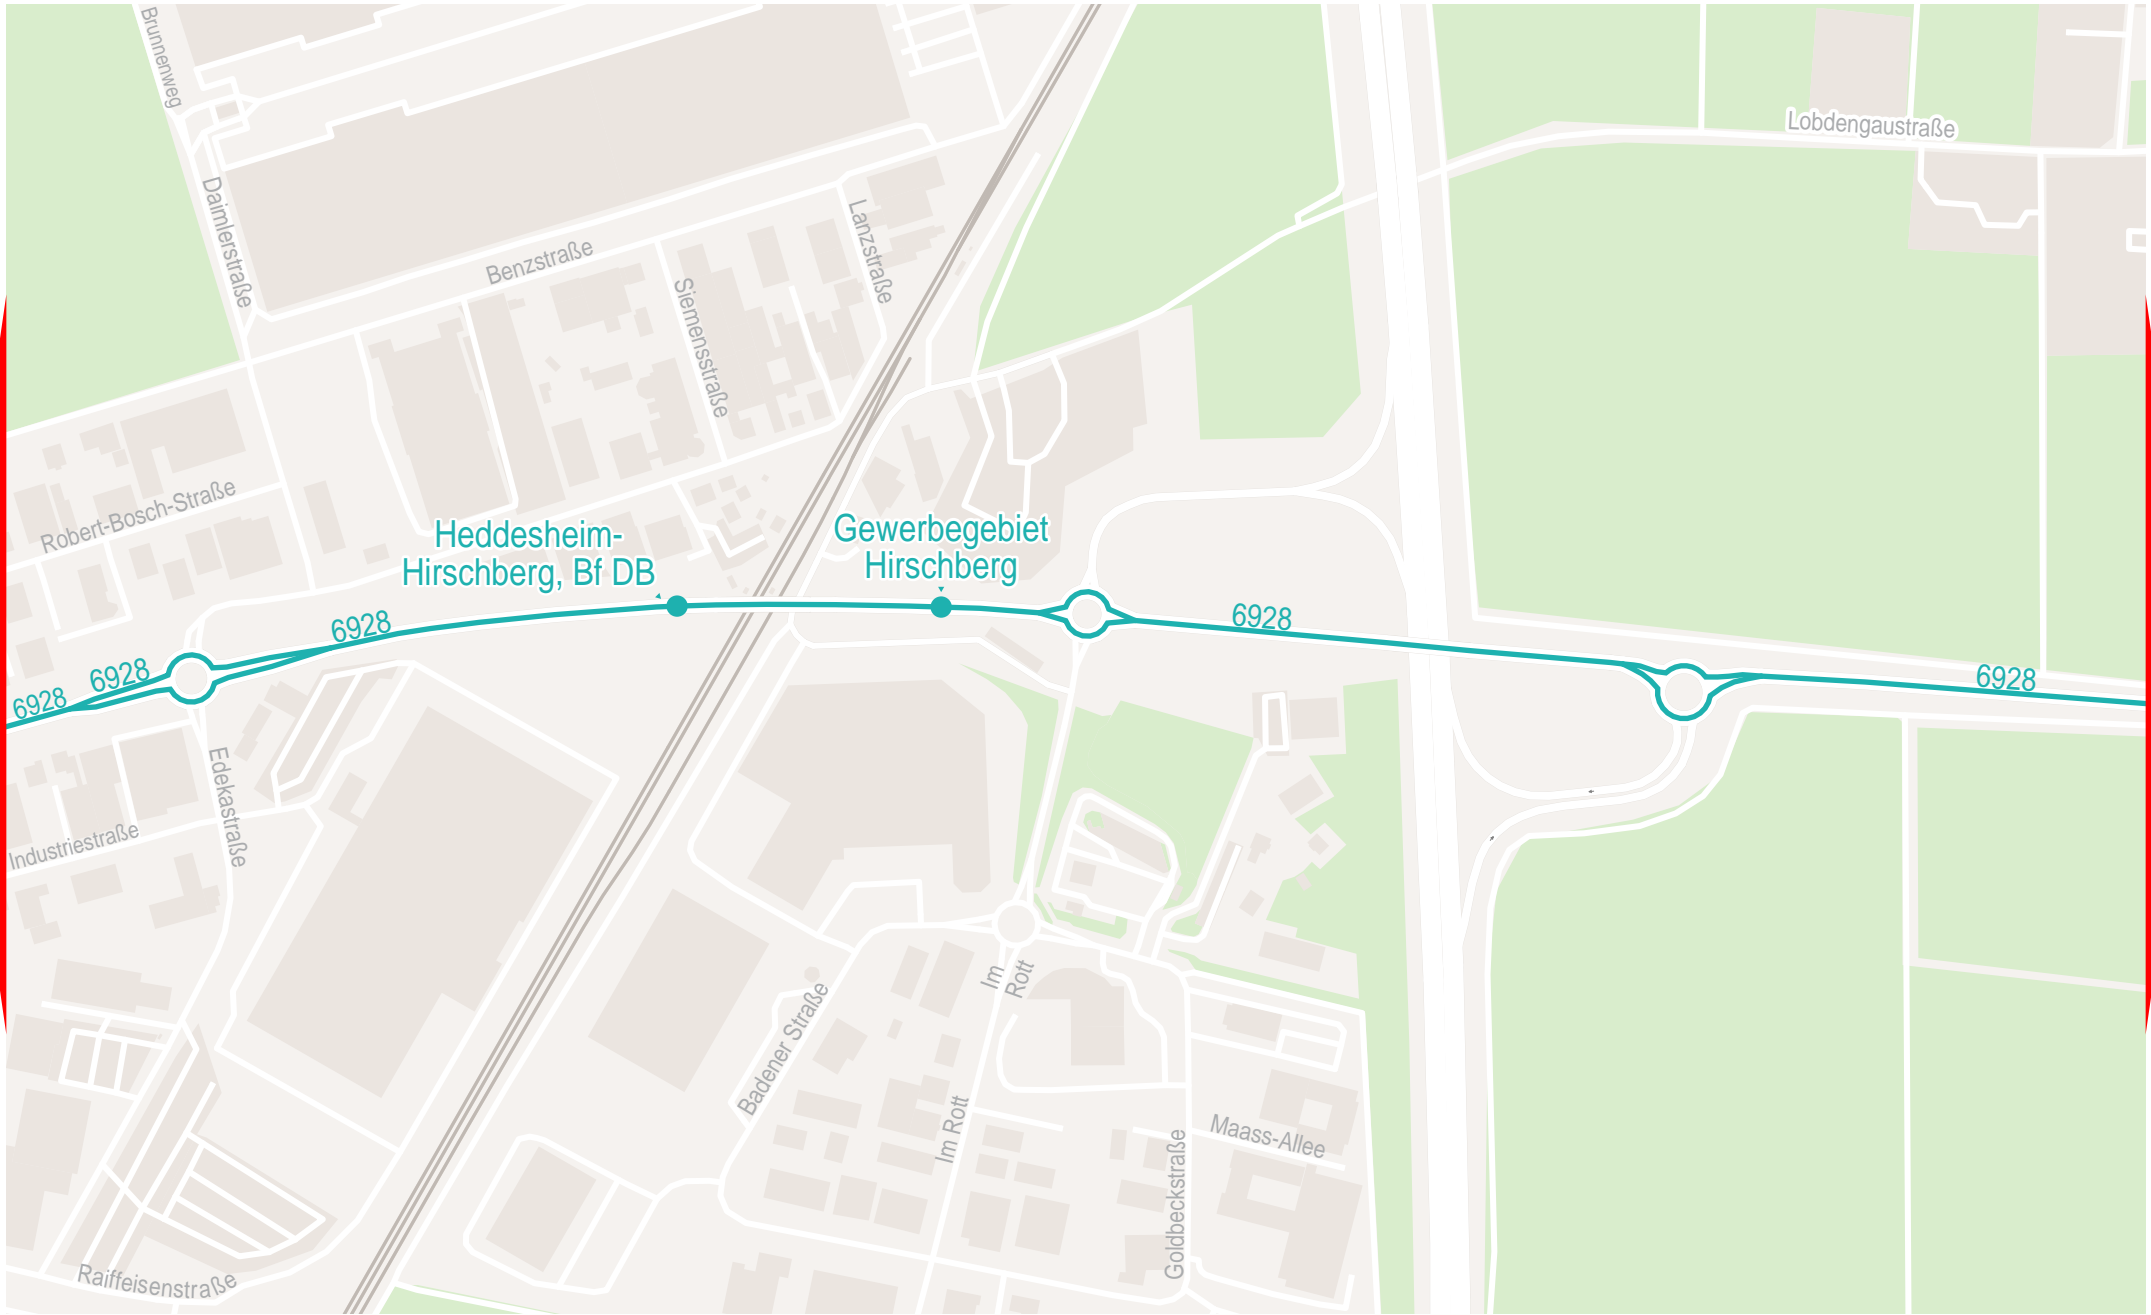 Brunnenweg
Lobdengaustraße
Daimlerstraße
Benzstraße
Lanzstraße
Siemensstraße
Robert-Bosch-Straße
Heddesheim-
Hirschberg, Bf DB
Gewerbegebiet
Hirschberg
6928
6928
6928
6928
6928
Edekastraße
Industriestraße
Im
Rott
Badener Straße
Im Rott
Maass-Allee
Goldbeckstraße
Raiffeisenstraße